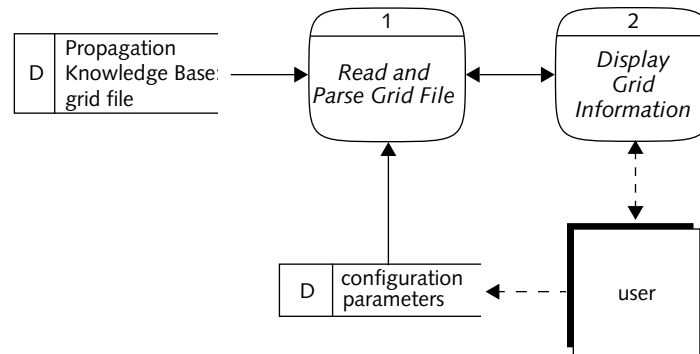 D
Propagation
Knowledge Base:
grid file
1
Read and
Parse Grid File
2
Display
Grid
Information
D
configuration
parameters
user